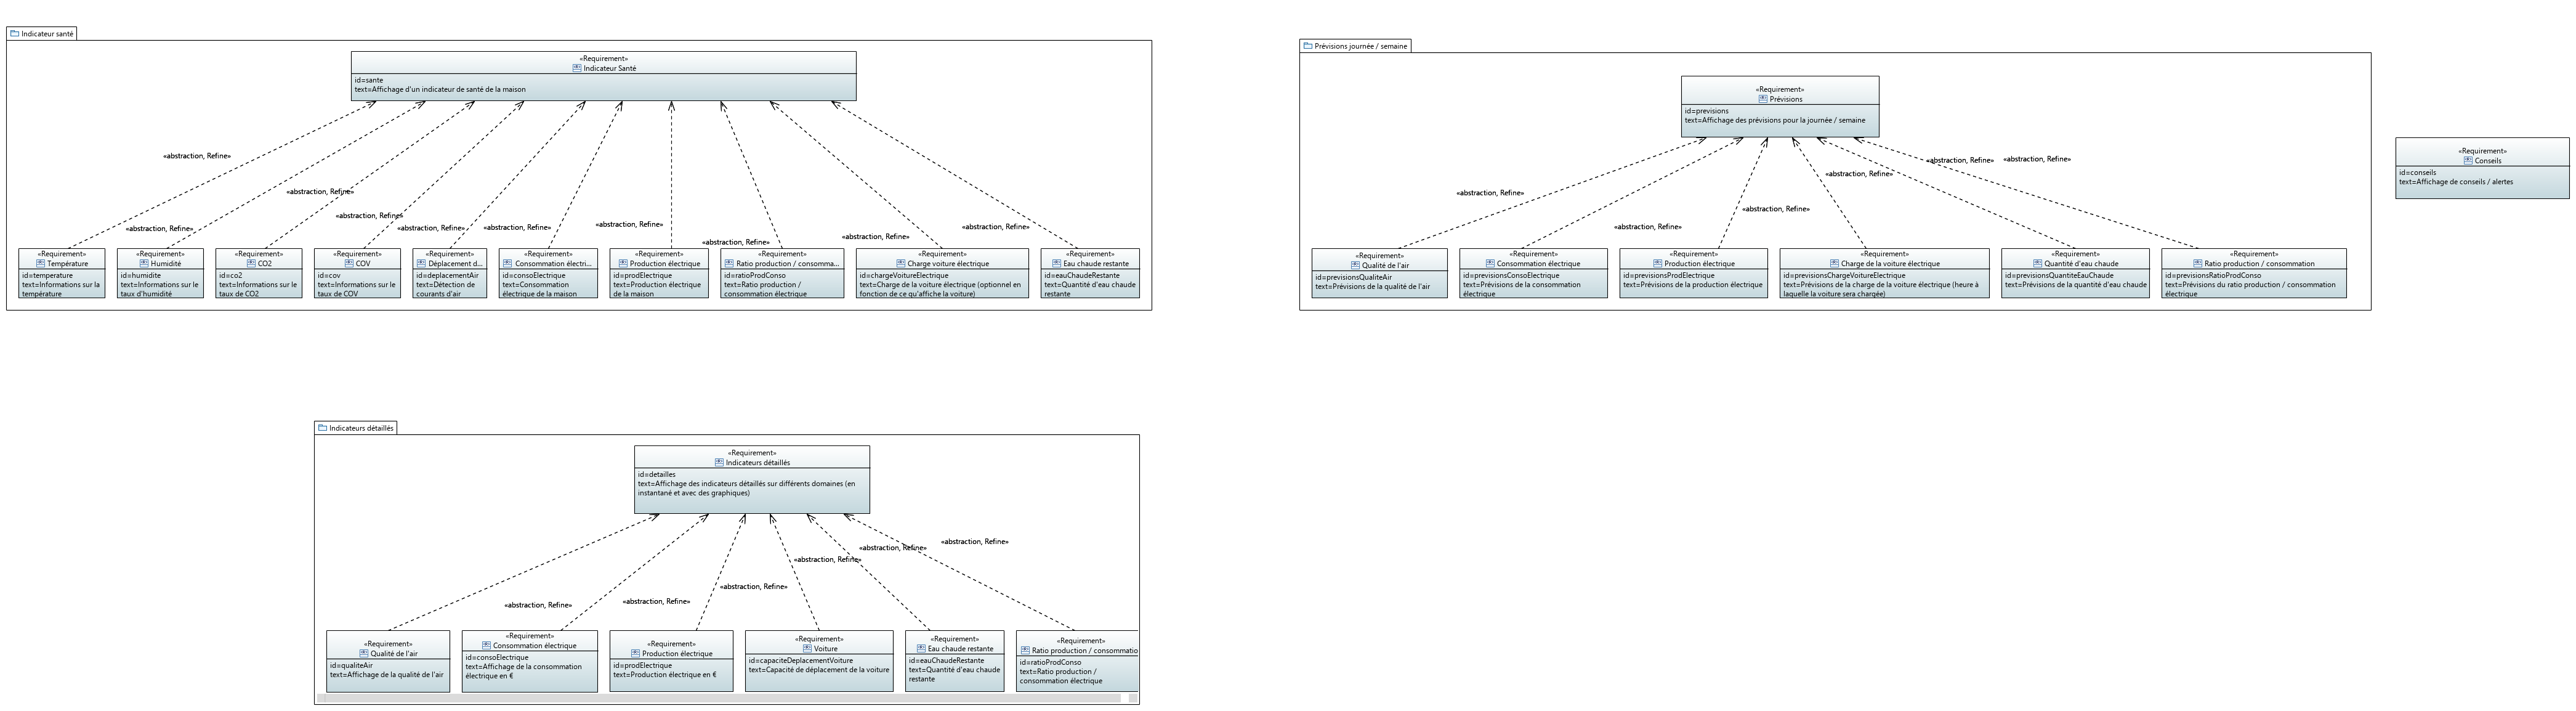 Indicateur santé
«Requirement»
Indicateur Santé
id=sante
text=Affichage d'un indicateur de santé de la maison
«abstraction, Refine»
«abstraction, Refine»
«abstraction, Refine»
«abstraction, Refine»
«abstraction, Refine»
«abstraction, Refine»
«abstraction, Refine»
«abstraction, Refine»
«abstraction, Refine»
«abstraction, Refine»
«Requirement»
Température
id=temperature
text=Informations sur la
température
«Requirement»
Humidité
id=humidite
text=Informations sur le
taux d'humidité
«Requirement»
CO2
id=co2
text=Informations sur le
taux de CO2
«Requirement»
COV
id=cov
text=Informations sur le
taux de COV
«Requirement»
Déplacement d...
id=deplacmentAir
text=Détection de
courants d'air
«Requirement»
Consommation électri...
id=consoElectrique
text=Consommation
électrique de la maison
«Requirement»
Production électrique
id=prodElectrique
text=Production électrique
de la maison
«Requirement»
Ratio production / consomma...
id=ratioProdConso
text=Ratio production /
consommation électrique
«Requirement»
Charge voiture électrique
id=chargeVoitureElectrique
text=Charge de la voiture électrique (optionnel en
fonction de ce qu'affiche la voiture)
«Requirement»
Eau chaude restante
id=eauChaudeRestante
text=Quantité d'eau chaude
restante
Prévisions journée / semaine
«Requirement»
Prévisions
id=previsions
text=Affichage des prévisions pour la journée / semaine
«abstraction, Refine»
«abstraction, Refine»
«abstraction, Refine»
«abstraction, Refine»
«abstraction, Refine»
«abstraction, Refine»
«Requirement»
Qualité de l'air
id=previsionsQualiteAir
text=Prévisions de la qualité de l'air
«Requirement»
Consommation électrique
id=previsionsConsoElectrique
text=Prévisions de la consommation
électrique
«Requirement»
Production électrique
id=previsionsProdElectrique
text=Prévisions de la production électrique
«Requirement»
Charge de la voiture électrique
id=previsionsChargeVoitureElectrique
text=Prévisions de la charge de la voiture électrique (heure à
laquelle la voiture sera chargée)
«Requirement»
Quantité d'eau chaude
id=previsionsQuantiteEauChaude
text=Prévisions de la quantité d'eau chaude
«Requirement»
Ratio production / consommation
id=previsionsRatioProdConso
text=Prévisions du ratio production / consommation
électrique
«Requirement»
Conseils
id=conseils
text=Affichage de conseils / alertes
Indicateurs détaillés
«Requirement»
Indicateurs détaillés
id=detailles
text=Affichage des indicateurs détaillés sur différents domaines (en
instantané et avec des graphiques)
«abstraction, Refine»
«abstraction, Refine»
«abstraction, Refine»
«abstraction, Refine»
«abstraction, Refine»
«abstraction, Refine»
«Requirement»
Qualité de l'air
id=qualiteAir
text=Affichage de la qualité de l'air
«Requirement»
Consommation électrique
id=consoElectrique
text=Affichage de la consommation
électrique en €
«Requirement»
Production électrique
id=prodElectrique
text=Production électrique en €
«Requirement»
Voiture
id=capaciteDeplacementVoiture
text=Capacité de déplacement de la voiture
«Requirement»
Eau chaude restante
id=eauChaudeRestante
text=Quantité d'eau chaude
restante
«Requirement»
Ratio production / consommatio
id=ratioProdConso
text=Ratio production /
consommation électrique